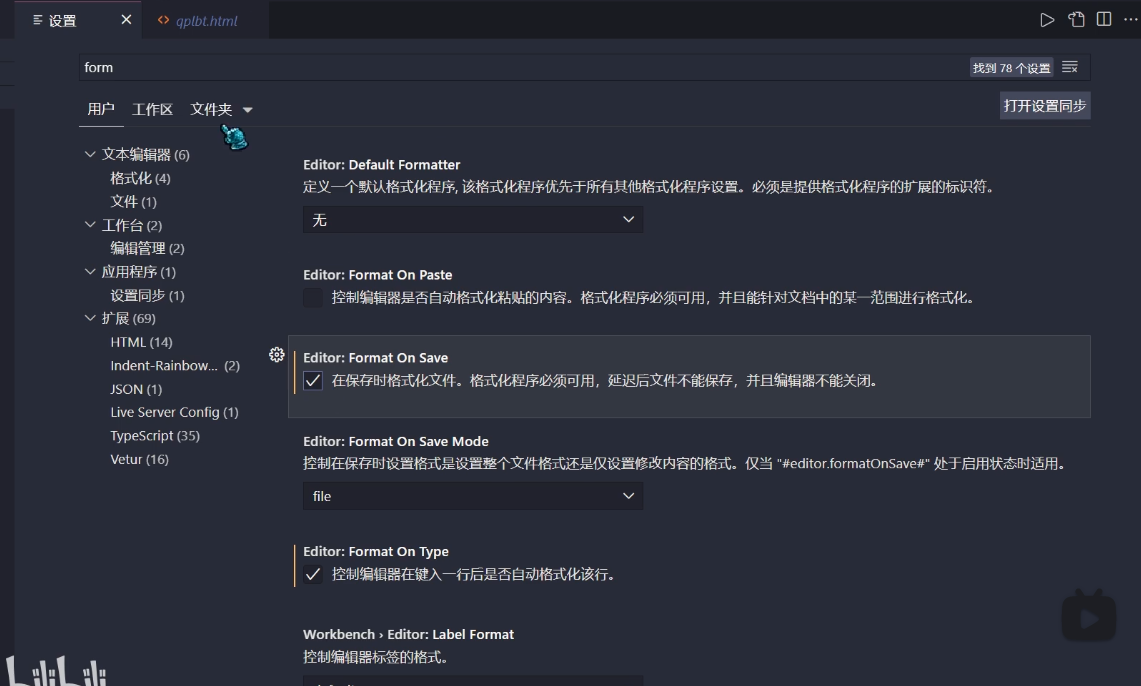 设置
qplbt.html
form
找到 78 个设置
用户
工作区
文件夹
打开设置同步
文本编辑器 (6)
格式化 (4)
文件 (1)
工作台 (2)
编辑管理 (2)
应用程序 (1)
设置同步 (1)
扩展 (69)
HTML (14)
Indent-Rainbow... (2)
JSON (1)
Live Server Config (1)
TypeScript (35)
Vetur (16)
Editor: Default Formatter
定义一个默认格式化程序, 该格式化程序优先于所有其他格式化程序设置。必须是提供格式化程序的扩展的标识符。
无
Editor: Format On Paste
控制编辑器是否自动格式化粘贴的内容。格式化程序必须可用，并且能针对文档中的某一范围进行格式化。
Editor: Format On Save
在保存时格式化文件。格式化程序必须可用，延迟后文件不能保存，并且编辑器不能关闭。
Editor: Format On Save Mode
控制在保存时设置格式是设置整个文件格式还是仅设置修改内容的格式。仅当 "#editor.formatOnSave#" 处于启用状态时适用。
file
Editor: Format On Type
控制编辑器在键入一行后是否自动格式化该行。
Workbench › Editor: Label Format
控制编辑器标签的格式。
bilibili